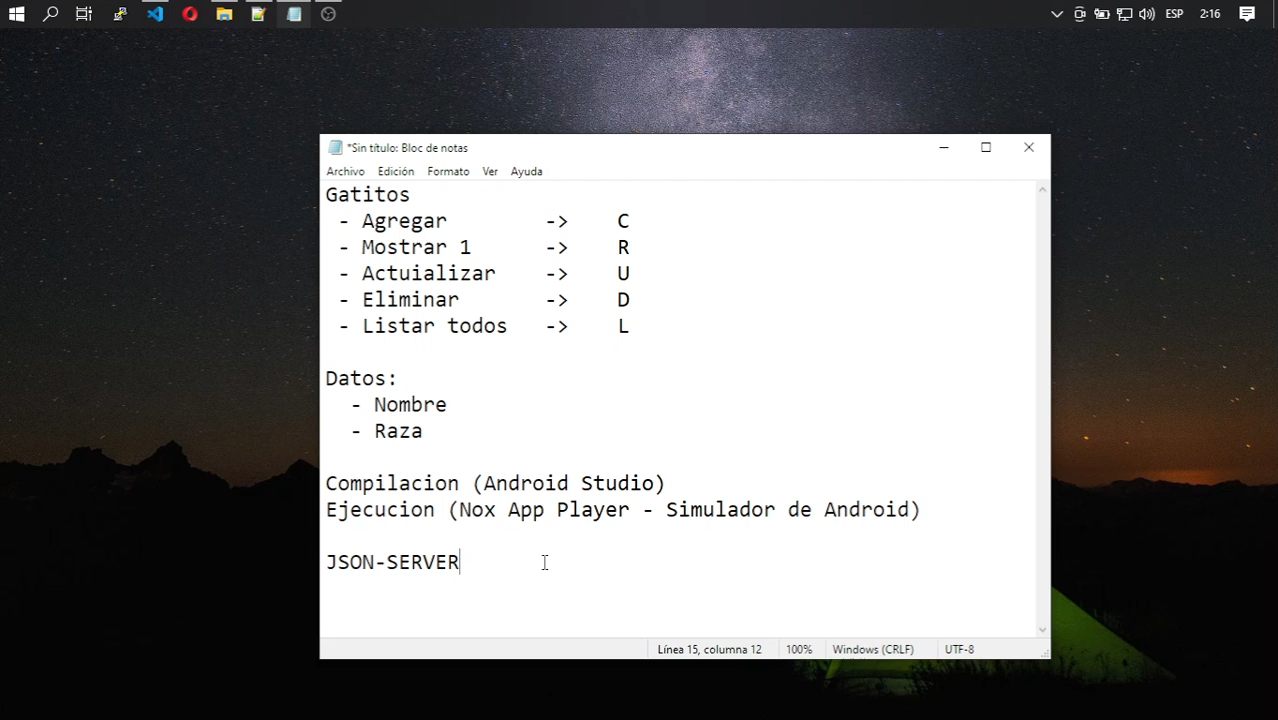 ESP
2:16
*Sin título: Bloc de notas
Archivo Edición Formato Ver Ayuda
Gatitos
- Agregar -> C
- Mostrar 1 -> R
- Actuializar -> U
- Eliminar -> D
- Listar todos -> L
Datos:
- Nombre
- Raza
Compilacion (Android Studio)
Ejecucion (Nox App Player - Simulador de Android)
JSON-SERVER
Línea 15, columna 12 100% Windows (CRLF) UTF-8